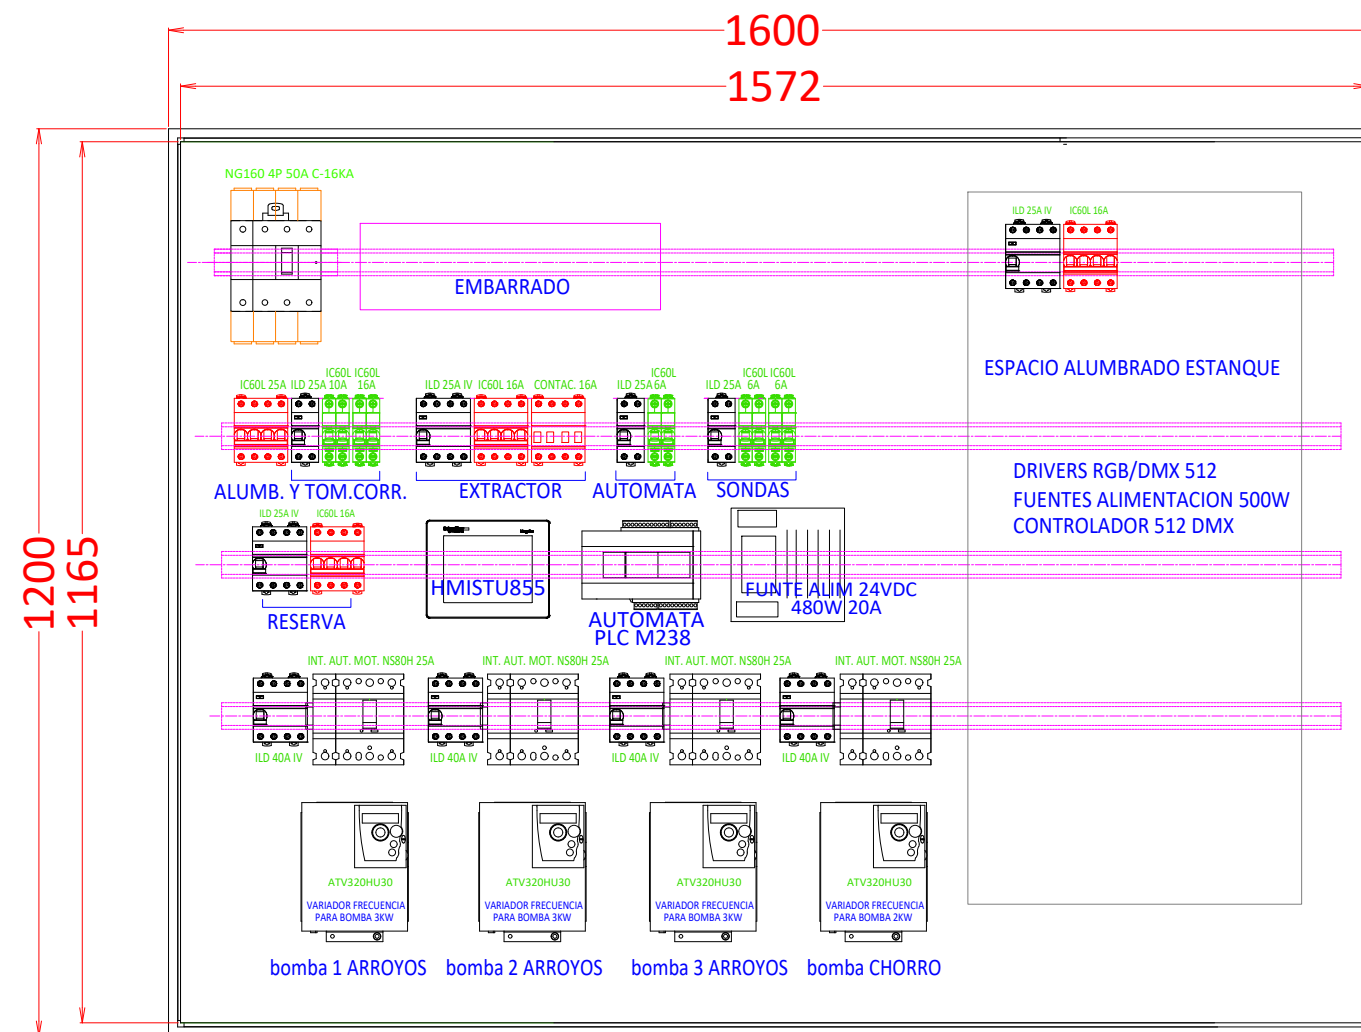 1600
1572
1200
1165
NG160 4P 50A C-16KA
EMBARRADO
ILD 25A IV
IC60L 16A
ESPACIO ALUMBRADO ESTANQUE
DRIVERS RGB/DMX 512
FUENTES ALIMENTACION 500W
CONTROLADOR 512 DMX
IC60L 25A
ILD 25A
IC60L
10A
IC60L
16A
ALUMB. Y TOM.CORR.
ILD 25A IV
IC60L 16A
CONTAC. 16A
EXTRACTOR
ILD 25A
IC60L
6A
AUTOMATA
ILD 25A
IC60L
6A
IC60L
6A
SONDAS
ILD 25A IV
IC60L 16A
RESERVA
HMISTU855
AUTOMATA
PLC M238
FUNTE ALIM 24VDC
480W 20A
INT. AUT. MOT. NS80H 25A
INT. AUT. MOT. NS80H 25A
INT. AUT. MOT. NS80H 25A
INT. AUT. MOT. NS80H 25A
ILD 40A IV
ILD 40A IV
ILD 40A IV
ILD 40A IV
ATV320HU30
VARIADOR FRECUENCIA
PARA BOMBA 3KW
bomba 1 ARROYOS
ATV320HU30
VARIADOR FRECUENCIA
PARA BOMBA 3KW
bomba 2 ARROYOS
ATV320HU30
VARIADOR FRECUENCIA
PARA BOMBA 3KW
bomba 3 ARROYOS
ATV320HU30
VARIADOR FRECUENCIA
PARA BOMBA 2KW
bomba CHORRO